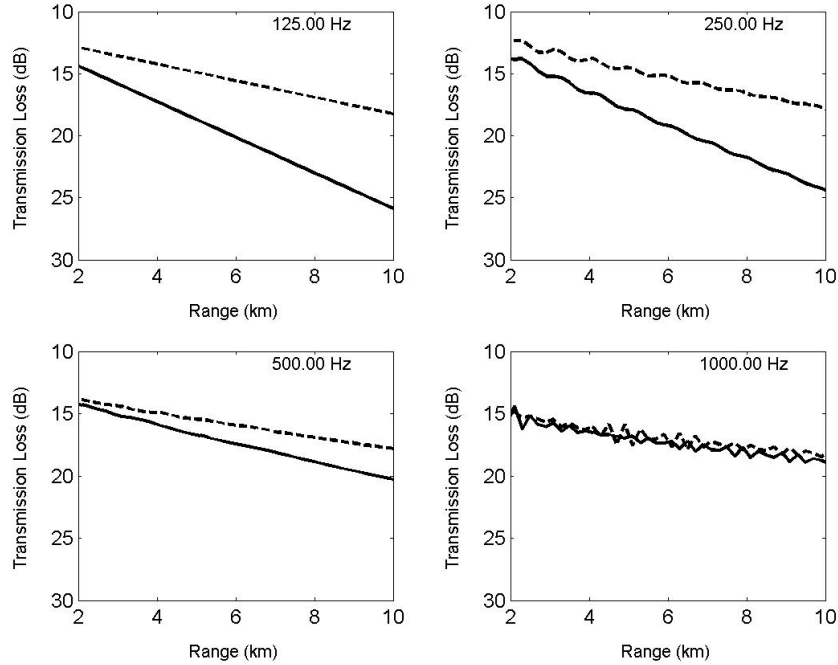 125.00 Hz
Transmission Loss (dB)
10
15
20
25
30
2 4 6 8 10
Range (km)
250.00 Hz
Transmission Loss (dB)
10
15
20
25
30
2 4 6 8 10
Range (km)
500.00 Hz
Transmission Loss (dB)
10
15
20
25
30
2 4 6 8 10
Range (km)
1000.00 Hz
Transmission Loss (dB)
10
15
20
25
30
2 4 6 8 10
Range (km)